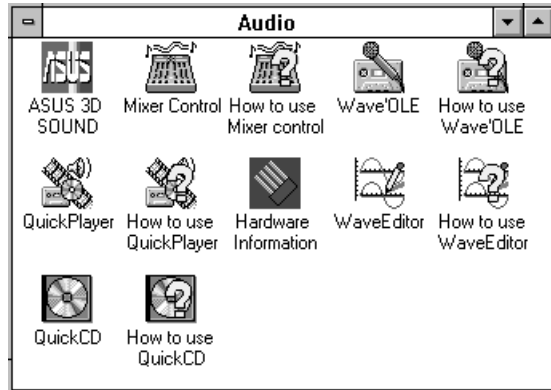 Audio
ASUS
ASUS 3D SOUND
Mixer Control
How to use Mixer control
Wave'OLE
How to use Wave'OLE
QuickPlayer
How to use QuickPlayer
Hardware Information
WaveEditor
How to use WaveEditor
QuickCD
How to use QuickCD